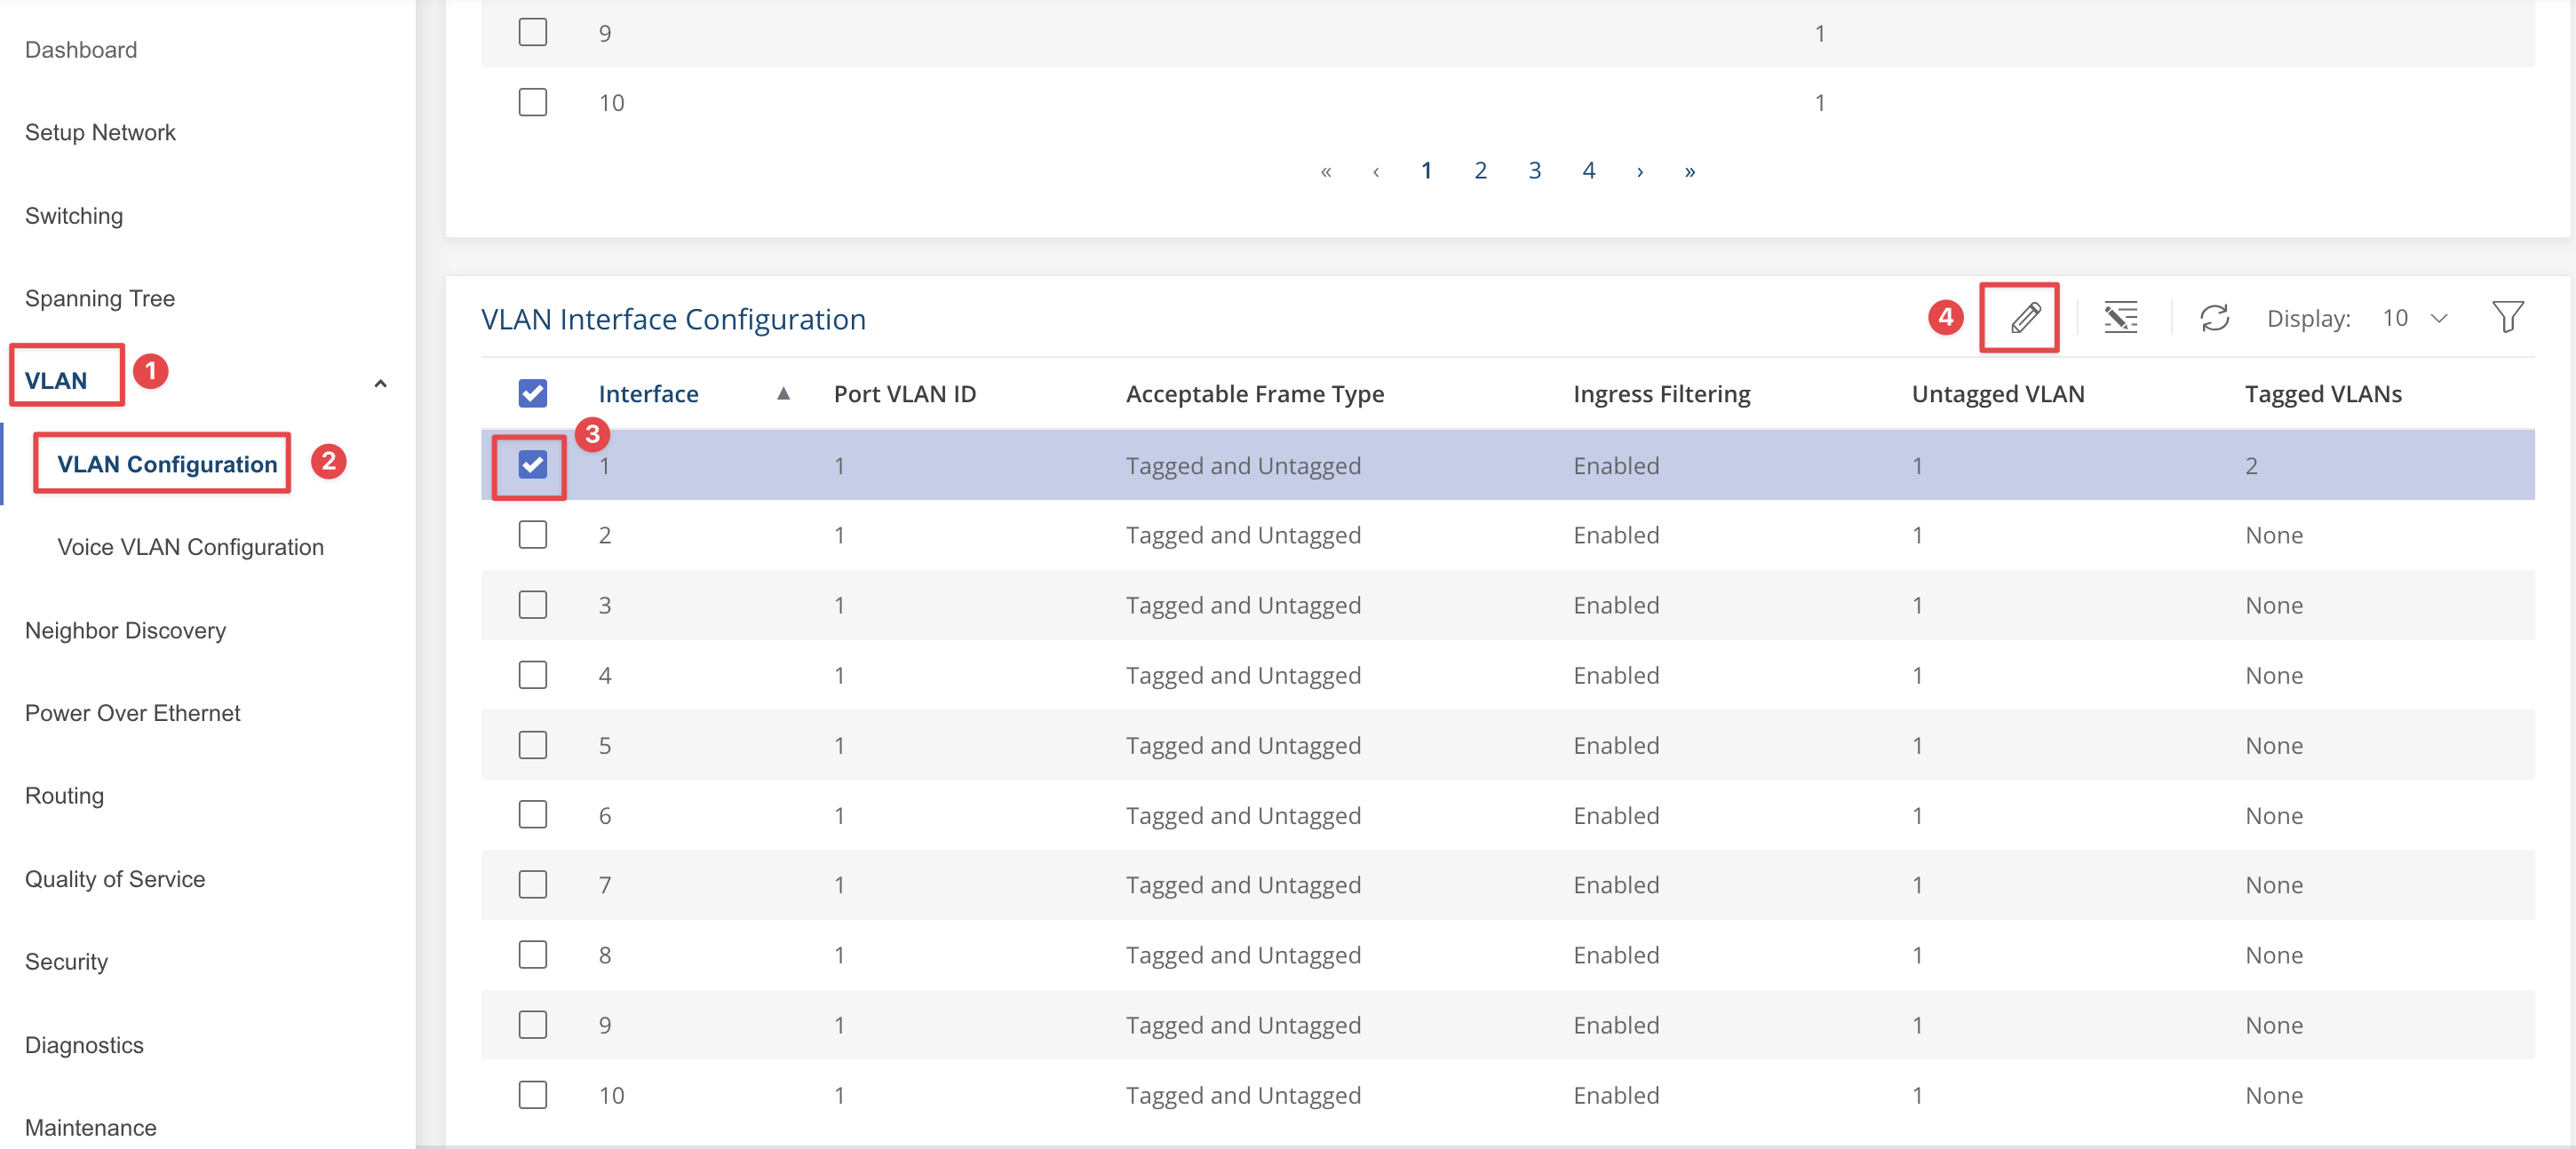 Dashboard
Setup Network
Switching
Spanning Tree
VLAN 1
VLAN Configuration 2
Voice VLAN Configuration
Neighbor Discovery
Power Over Ethernet
Routing
Quality of Service
Security
Diagnostics
Maintenance
9 1
10 1
« ‹ 1 2 3 4 › »
VLAN Interface Configuration 4 Display: 10
Interface ▲ Port VLAN ID Acceptable Frame Type Ingress Filtering Untagged VLAN Tagged VLANs
3
1 1 Tagged and Untagged Enabled 1 2
2 1 Tagged and Untagged Enabled 1 None
3 1 Tagged and Untagged Enabled 1 None
4 1 Tagged and Untagged Enabled 1 None
5 1 Tagged and Untagged Enabled 1 None
6 1 Tagged and Untagged Enabled 1 None
7 1 Tagged and Untagged Enabled 1 None
8 1 Tagged and Untagged Enabled 1 None
9 1 Tagged and Untagged Enabled 1 None
10 1 Tagged and Untagged Enabled 1 None